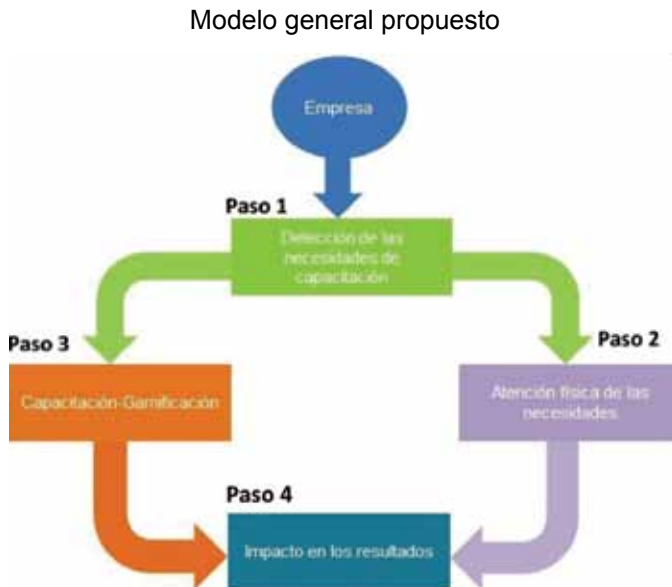 Modelo general propuesto
Empresa
Paso 1
Detección de las
necesidades de
capacitación
Paso 3
Paso 2
Capacitación-Gamificación
Atención física de las
necesidades
Paso 4
Impacto en los resultados